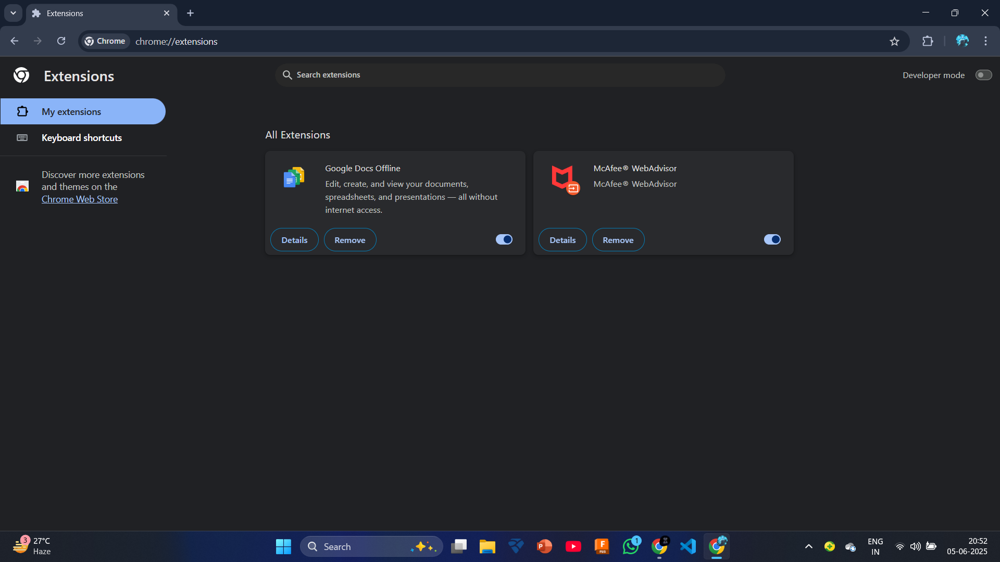 Extensions
Chrome
chrome://extensions
Extensions
Search extensions
Developer mode
My extensions
Keyboard shortcuts
Discover more extensions
and themes on the
Chrome Web Store
All Extensions
Google Docs Offline
Edit, create, and view your documents,
spreadsheets, and presentations — all without
internet access.
Details
Remove
McAfee® WebAdvisor
McAfee® WebAdvisor
Details
Remove
3
27°C
Haze
Search
P
F
FUS
1
ENG
IN
20:52
05-06-2025